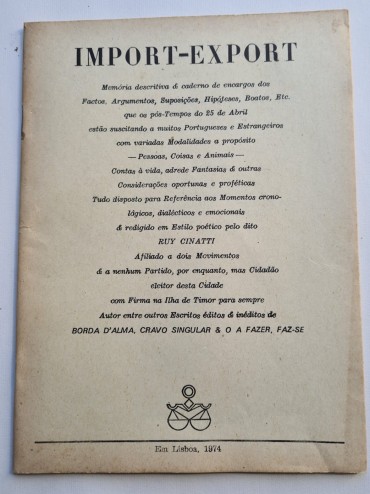 IMPORT-EXPORT
Memória descritiva & caderno de encargos dos
Factos. Argumentos, Suposições, Hipóteses, Boatos, Etc.
que os pós-Tempos do 25 de Abril
estão suscitando a muitos Portugueses e Estrangeiros
com variadas Modalidades a propósito
— Pessoas, Coisas e Animais —
Contas à vida, adrede Fantasias & outras
Considerações oportunas e proféticas
Tudo disposto para Referência aos Momentos crono-
lógicos, dialécticos e emocionais
& redigido em Estilo poético pelo dito
RUY CINATTI
Afiliado a dois Movimentos
& a nenhum Partido, por enquanto, mas Cidadão
eleitor desta Cidade
com Firma na Ilha de Timor para sempre
Autor entre outros Escritos éditos & inéditos de
BORDA D'ALMA, CRAVO SINGULAR & O A FAZER, FAZ-SE
Em Lisboa, 1974